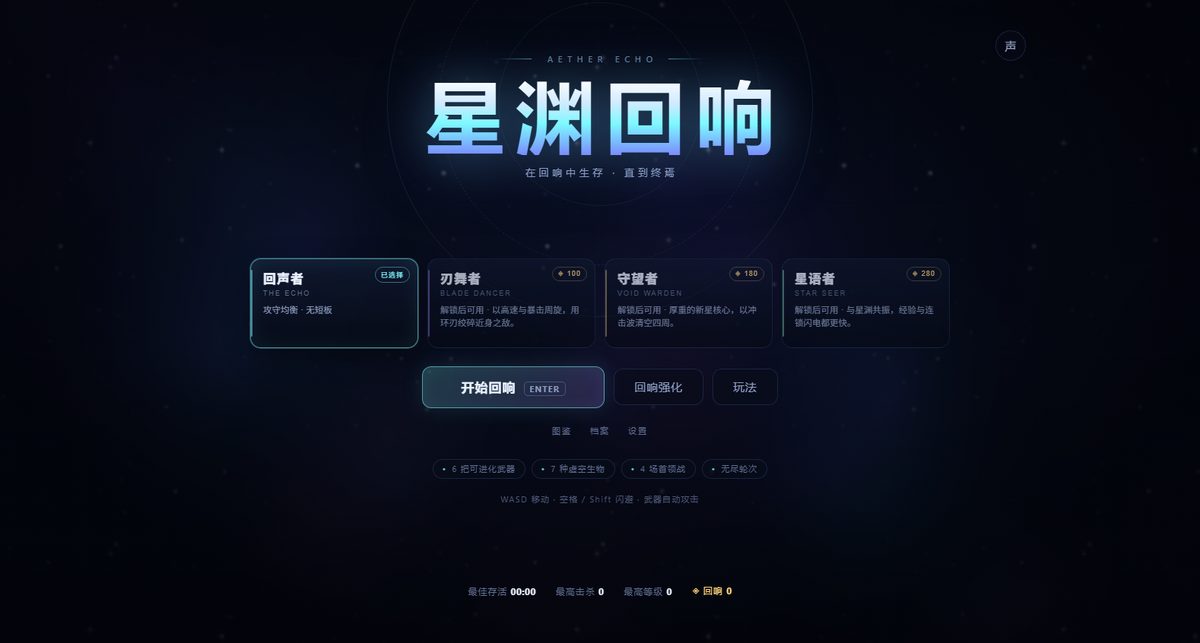 AETHER ECHO
声
星渊回响
在回响中生存 · 直到终焉
回声者 已选择
THE ECHO
攻守均衡 · 无短板
刃舞者 ◈ 100
BLADE DANCER
解锁后可用 · 以高速与暴击周旋，用
环刃绞碎近身之敌。
守望者 ◈ 180
VOID WARDEN
解锁后可用 · 厚重的新星核心，以冲
击波清空四周。
星语者 ◈ 280
STAR SEER
解锁后可用 · 与星渊共振，经验与连
锁闪电都更快。
开始回响 ENTER
回响强化
玩法
图鉴 档案 设置
6 把可进化武器 7 种虚空生物 4 场首领战 无尽轮次
WASD 移动 · 空格 / Shift 闪避 · 武器自动攻击
最佳存活 00:00 最高击杀 0 最高等级 0 ◈ 回响 0